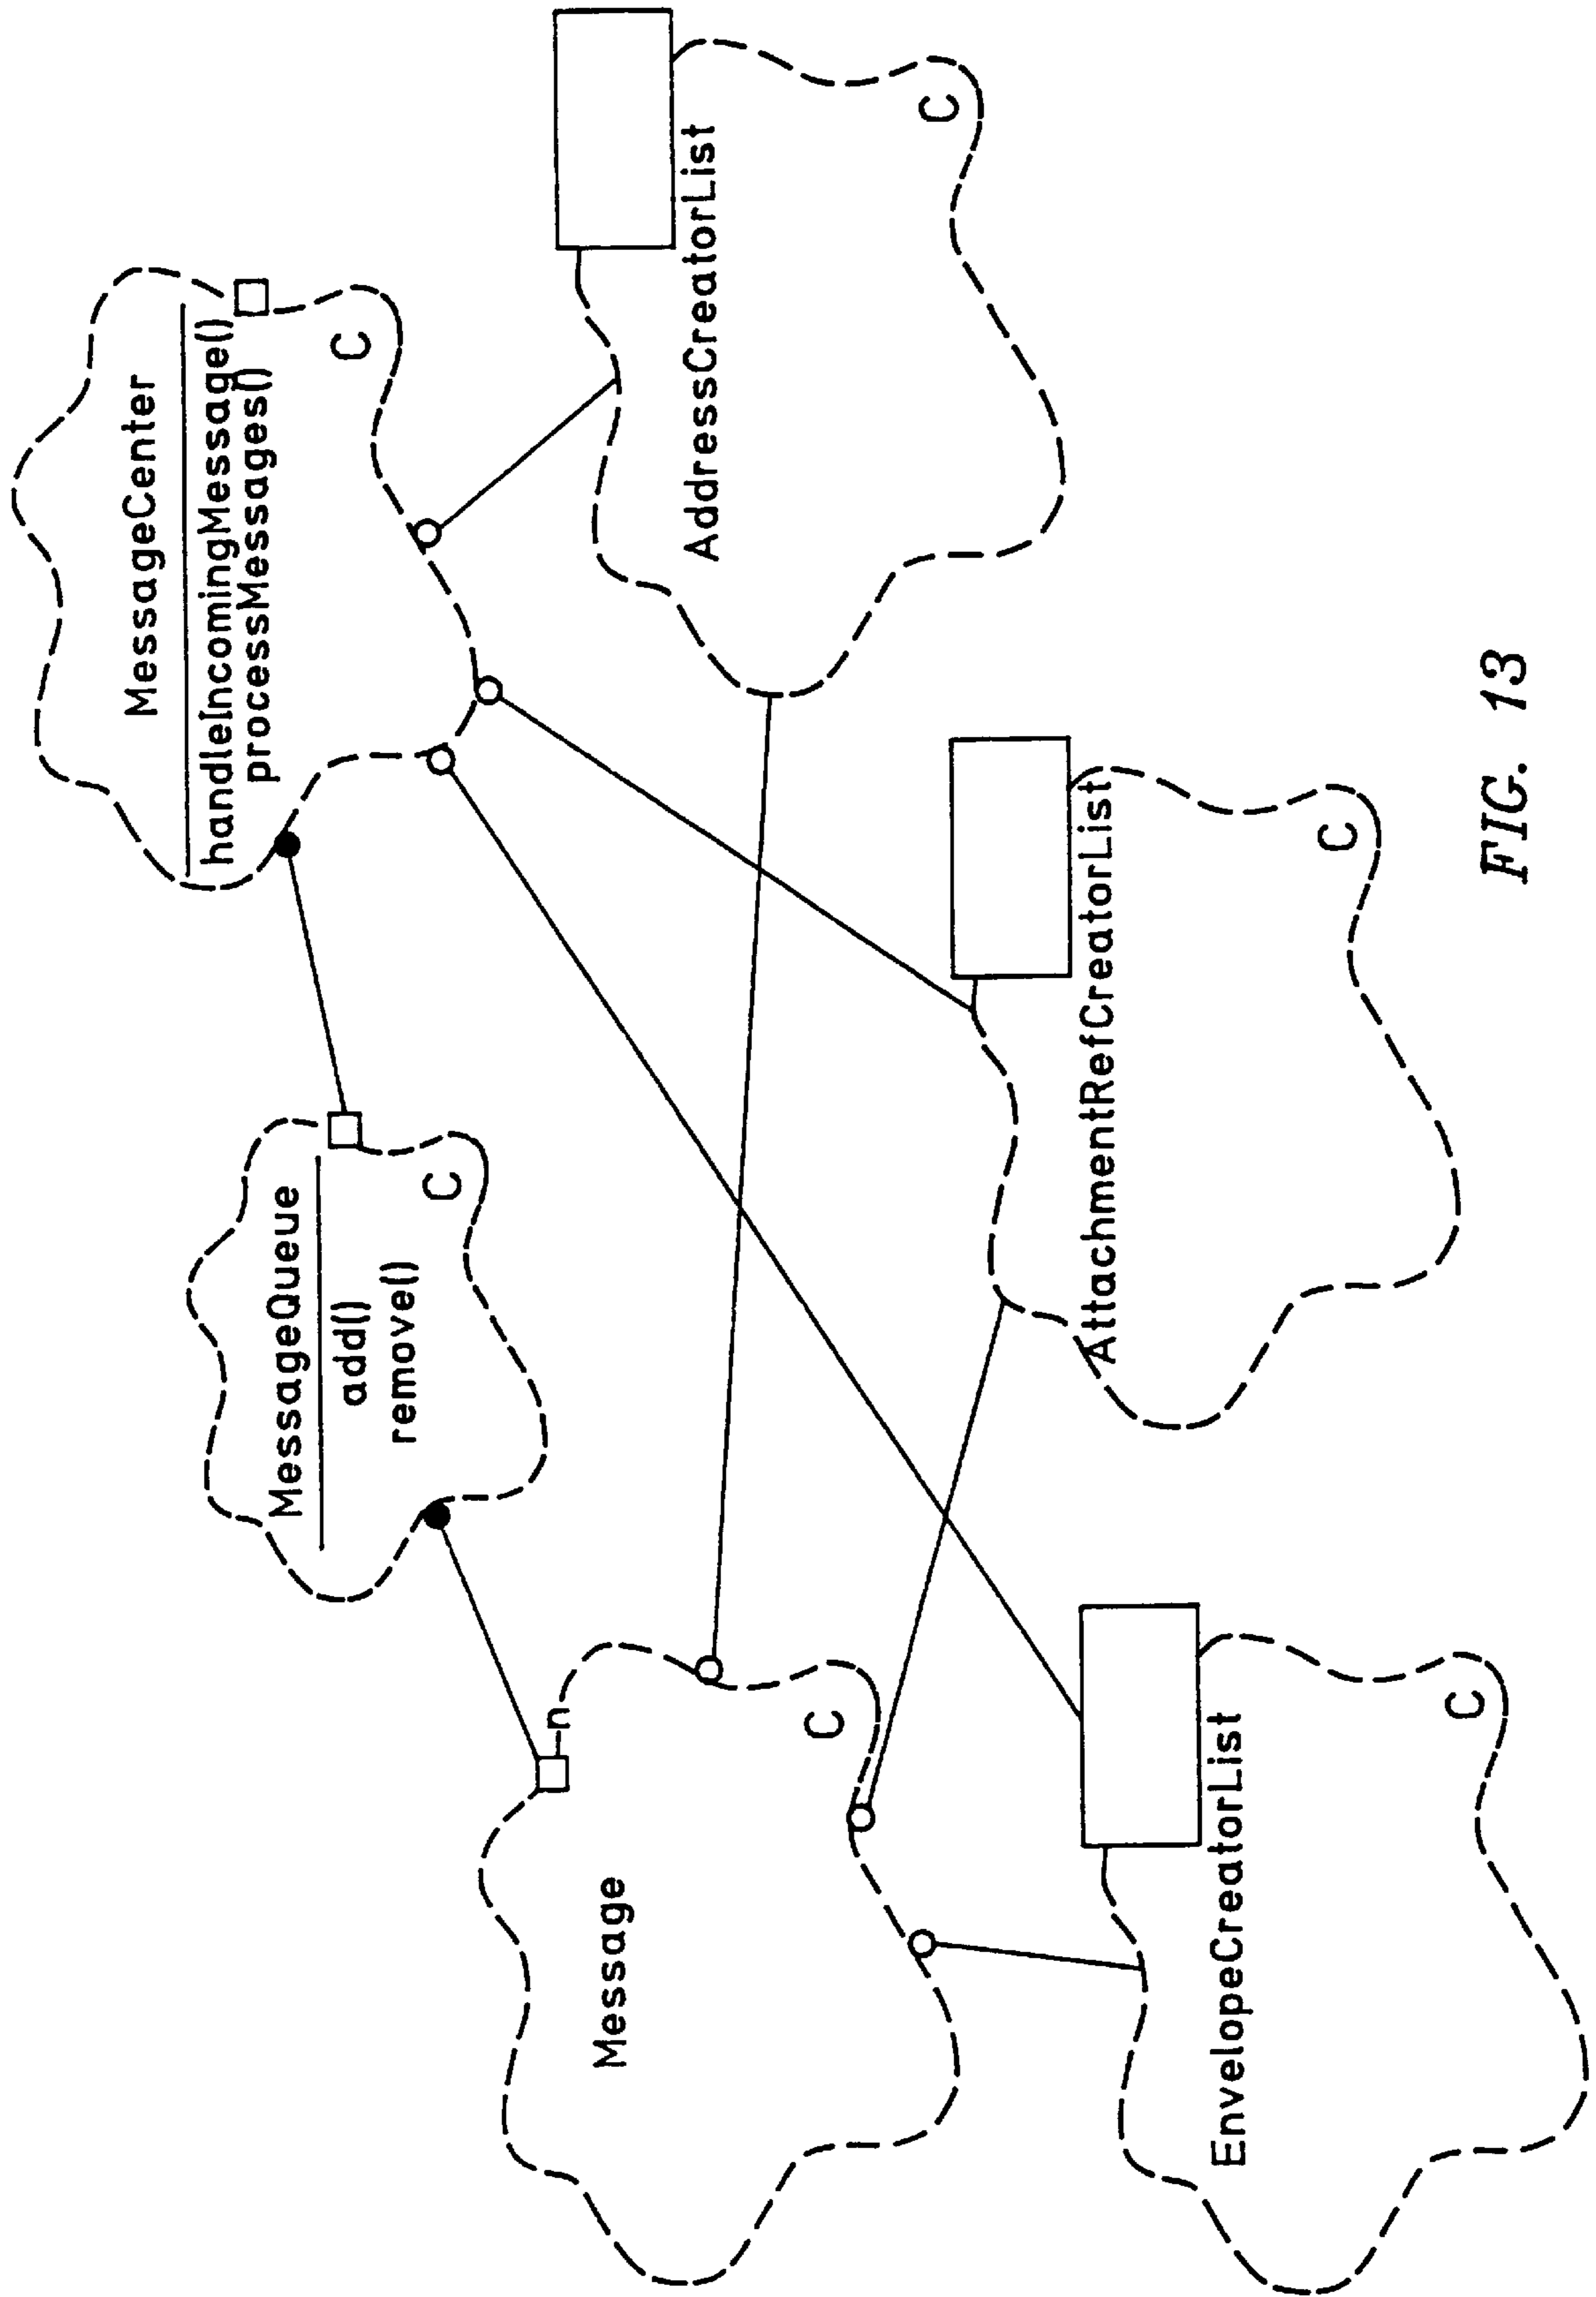 MessageCenter
handleIncomingMessage()
processMessages()
C
MessageQueue
add()
remove()
C
n
Message
C
AddressCreatorList
C
AttachmentRefCreatorList
C
EnvelopeCreatorList
C
FIG. 13